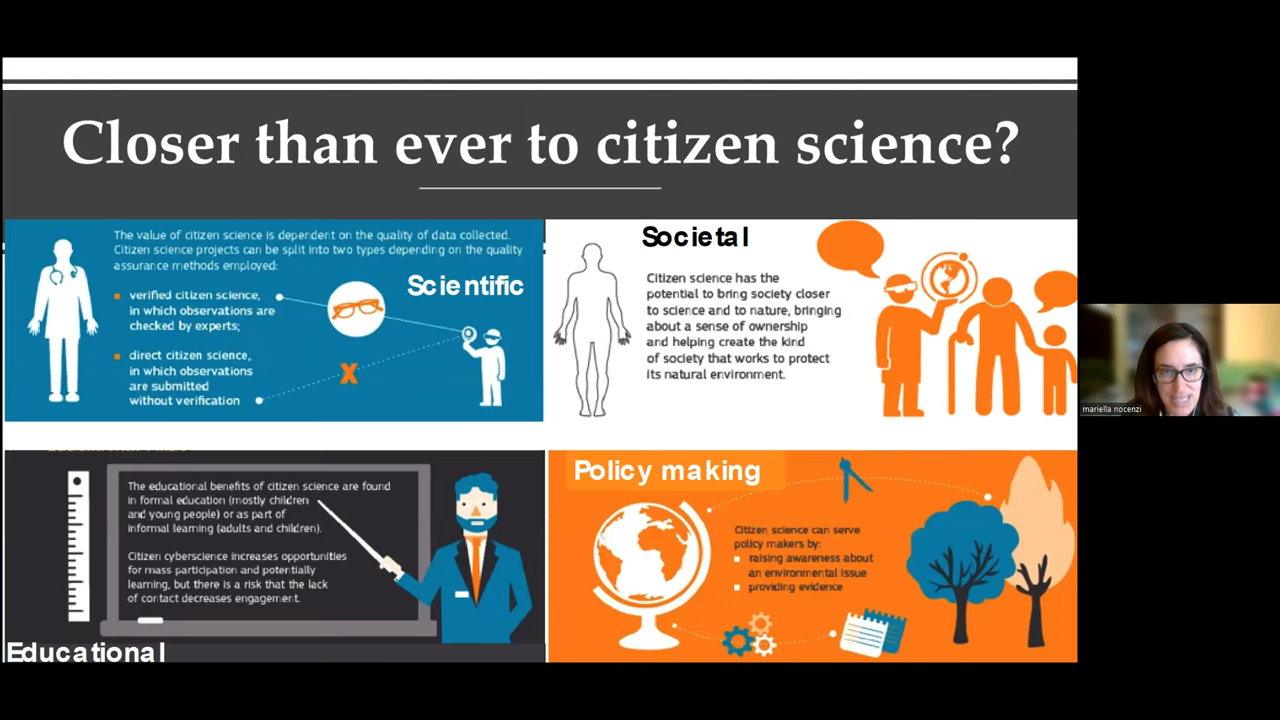 Closer than ever to citizen science?
The value of citizen science is dependent on the quality of data collected.
Citizen science projects can be split into two types depending on the quality
assurance methods employed:
Scientific
verified citizen science,
in which observations are
checked by experts;
direct citizen science,
in which observations
are submitted
without verification
Societal
Citizen science has the
potential to bring society closer
to science and to nature, bringing
about a sense of ownership
and helping create the kind
of society that works to protect
its natural environment.
mariella nocenzi
The educational benefits of citizen science are found
in formal education (mostly children
and young people) or as part of
informal learning (adults and children).
Citizen cyberscience increases opportunities
for mass participation and potentially
learning, but there is a risk that the lack
of contact decreases engagement.
Educational
Policy making
Citizen science can serve
policy makers by:
raising awareness about
an environmental issue
providing evidence